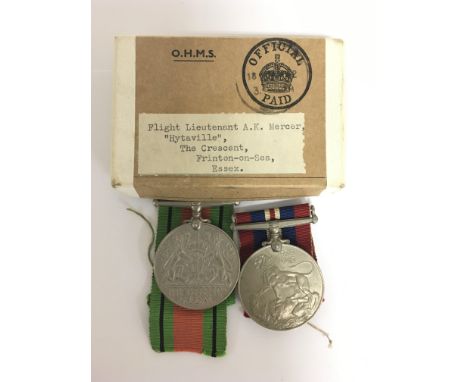 O.H.M.S.
OFFICIAL
PAID
Flight Lieutenant A.K. Mercer,
"Hytaville",
The Crescent,
Frinton-on-Sea,
Essex.